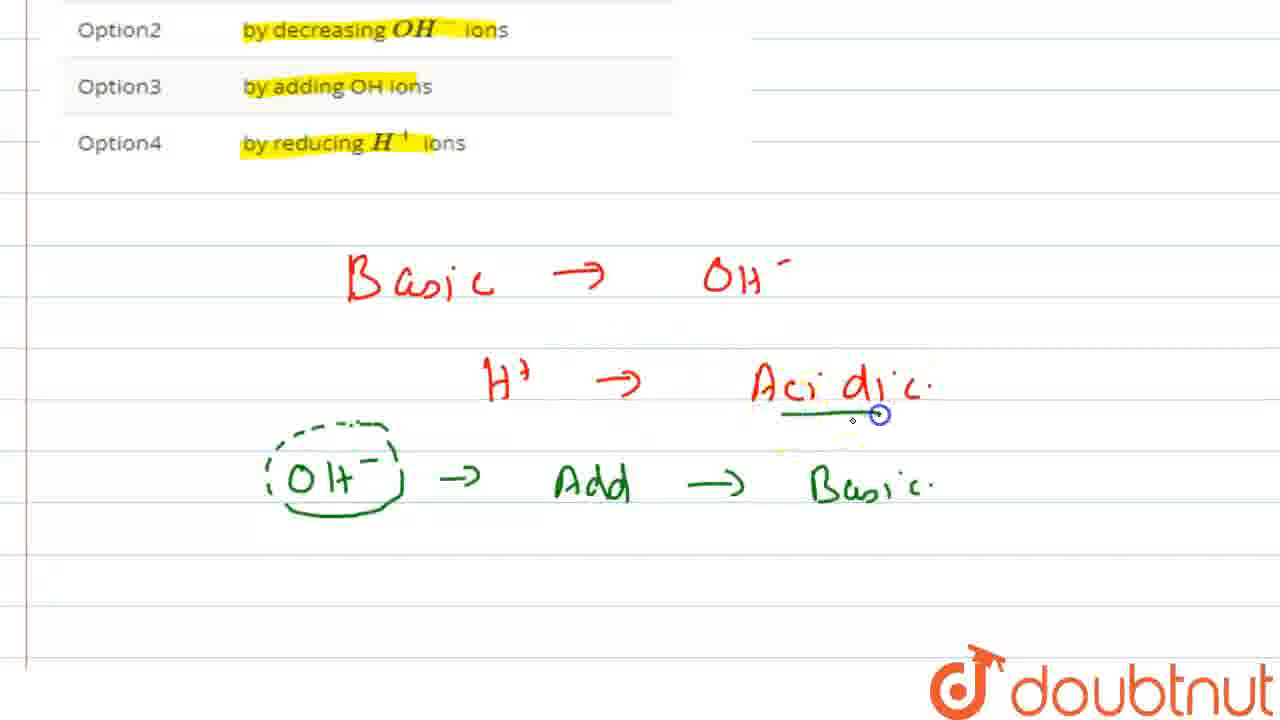 Option2 by decreasing OH⁻ ions
Option3 by adding OH ions
Option4 by reducing H⁺ ions
Basic → OH⁻
H⁺ → Acidic.
OH⁻ → Add → Basic.
doubtnut